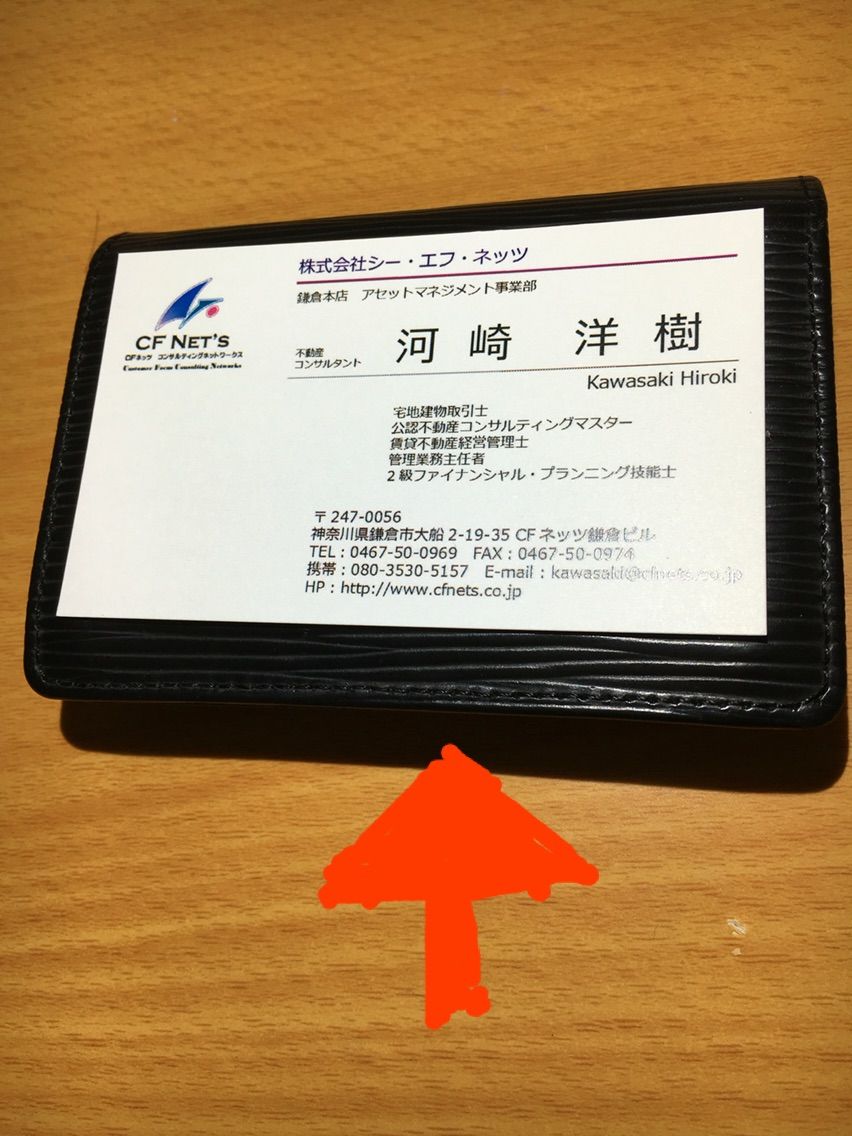 株式会社シー・エフ・ネッツ
鎌倉本店 アセットマネジメント事業部
CF NET'S
CFネッツ コンサルティングネットワークス
Customer Focus Consulting Networks
不動産
コンサルタント
河崎 洋樹
Kawasaki Hiroki
宅地建物取引士
公認不動産コンサルティングマスター
賃貸不動産経営管理士
管理業務主任者
2級ファイナンシャル・プランニング技能士
〒247-0056
神奈川県鎌倉市大船 2-19-35 CF ネッツ鎌倉ビル
TEL：0467-50-0969 FAX：0467-50-0974
携帯：080-3530-5157 E-mail：kawasaki@cfnets.co.jp
HP：http://www.cfnets.co.jp